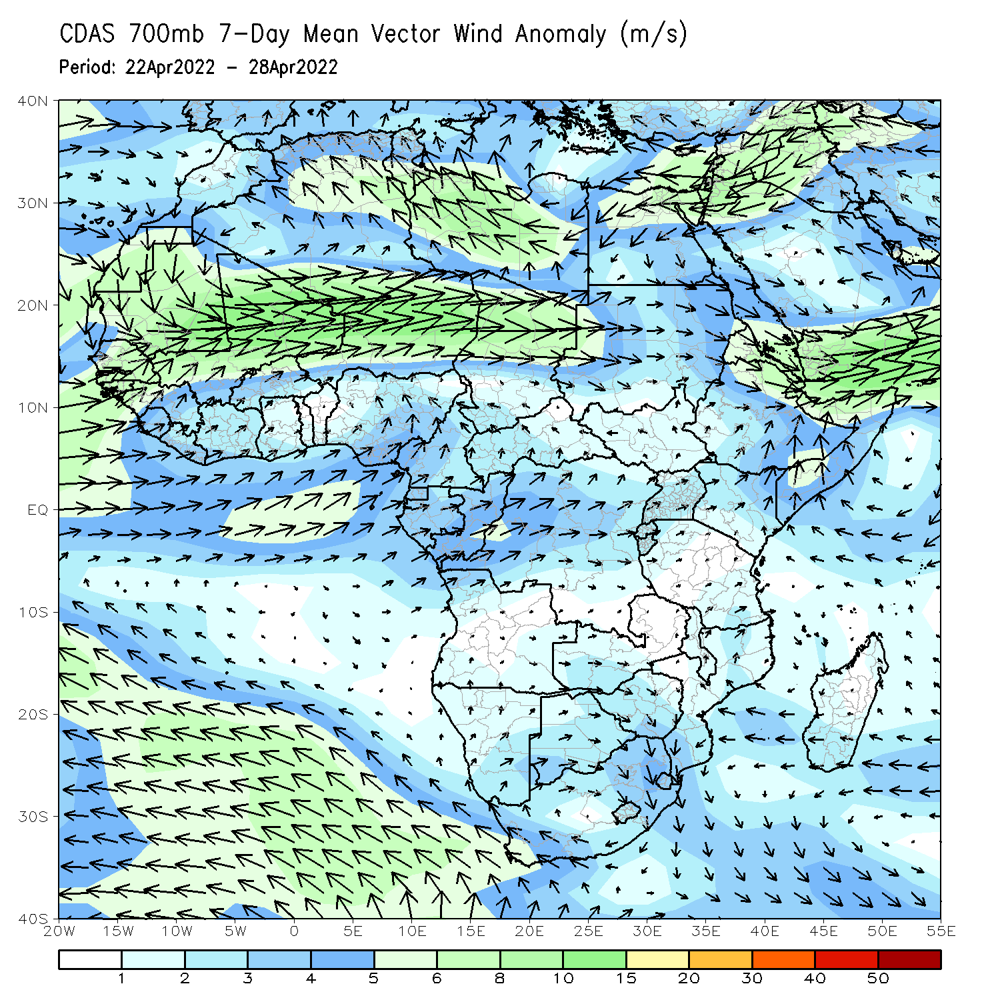 CDAS 700mb 7-Day Mean Vector Wind Anomaly (m/s)
Period: 22Apr2022 - 28Apr2022
40N
30N
20N
10N
EQ
10S
20S
30S
40S
20W 15W 10W 5W 0 5E 10E 15E 20E 25E 30E 35E 40E 45E 50E 55E
1 2 3 4 5 6 8 10 15 20 30 40 50